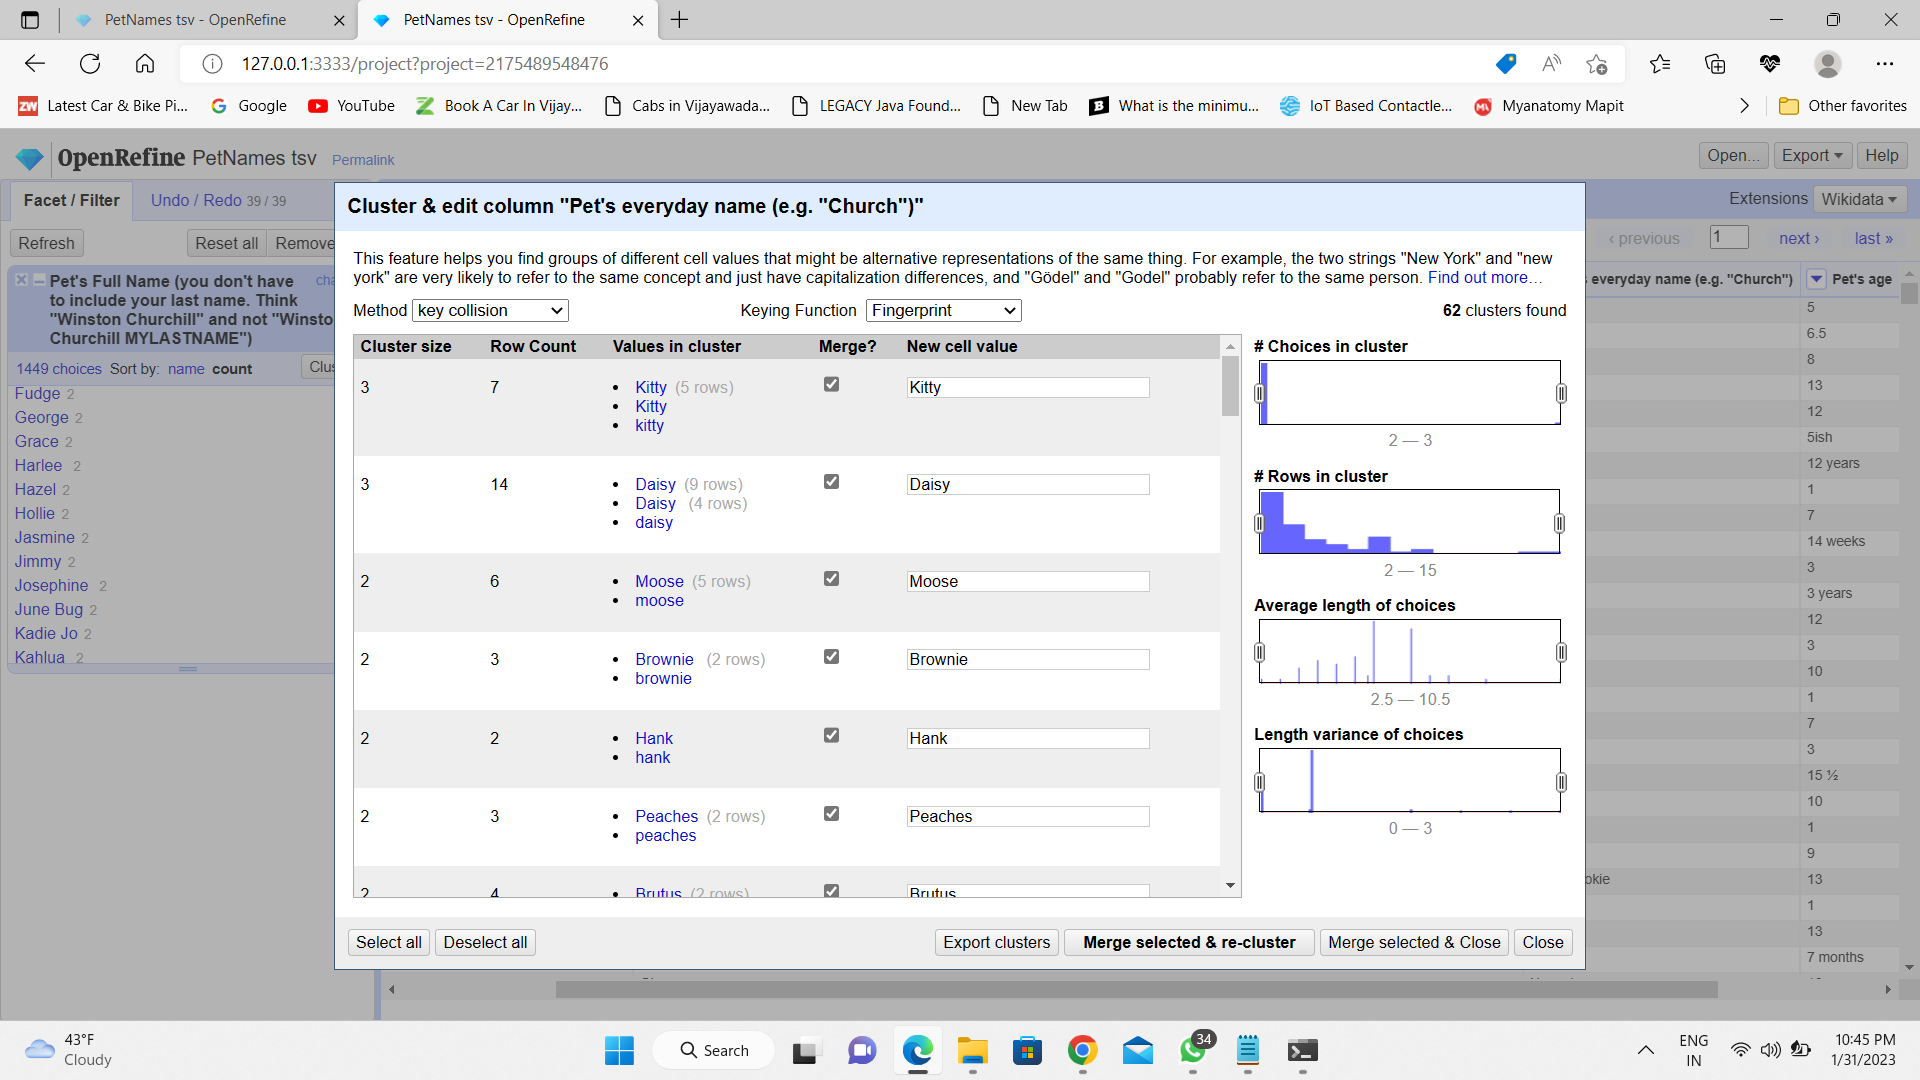 PetNames tsv - OpenRefine
PetNames tsv - OpenRefine
127.0.0.1:3333/project?project=2175489548476
Latest Car & Bike Pi...
Google
YouTube
Book A Car In Vijay...
Cabs in Vijayawada...
LEGACY Java Found...
New Tab
What is the minimu...
IoT Based Contactle...
Myanatomy Mapit
Other favorites
OpenRefine PetNames tsv Permalink
Open... Export Help
Facet / Filter Undo / Redo 39 / 39
Extensions Wikidata
Refresh Reset all Remove
‹ previous 1 next › last »
Pet's Full Name (you don't have
to include your last name. Think
"Winston Churchill" and not "Winsto
Churchill MYLASTNAME")
cha
1449 choices Sort by: name count Clus
Fudge 2
George 2
Grace 2
Harlee 2
Hazel 2
Hollie 2
Jasmine 2
Jimmy 2
Josephine 2
June Bug 2
Kadie Jo 2
Kahlua 2
Cluster & edit column "Pet's everyday name (e.g. "Church")"
This feature helps you find groups of different cell values that might be alternative representations of the same thing. For example, the two strings "New York" and "new
york" are very likely to refer to the same concept and just have capitalization differences, and "Gödel" and "Godel" probably refer to the same person. Find out more…
Method key collision Keying Function Fingerprint 62 clusters found
Cluster size Row Count Values in cluster Merge? New cell value
3 7 Kitty (5 rows) Kitty
Kitty
kitty
3 14 Daisy (9 rows) Daisy
Daisy (4 rows)
daisy
2 6 Moose (5 rows) Moose
moose
2 3 Brownie (2 rows) Brownie
brownie
2 2 Hank Hank
hank
2 3 Peaches (2 rows) Peaches
peaches
2 4 Brutus (2 rows) Brutus
# Choices in cluster
2 — 3
# Rows in cluster
2 — 15
Average length of choices
2.5 — 10.5
Length variance of choices
0 — 3
Select all Deselect all Export clusters Merge selected & re-cluster Merge selected & Close Close
everyday name (e.g. "Church") Pet's age
5
6.5
8
13
12
5ish
12 years
1
7
14 weeks
3
3 years
12
3
10
1
7
3
15 ½
10
1
9
okie 13
1
13
7 months
43°F
Cloudy
Search
34
ENG
IN
10:45 PM
1/31/2023